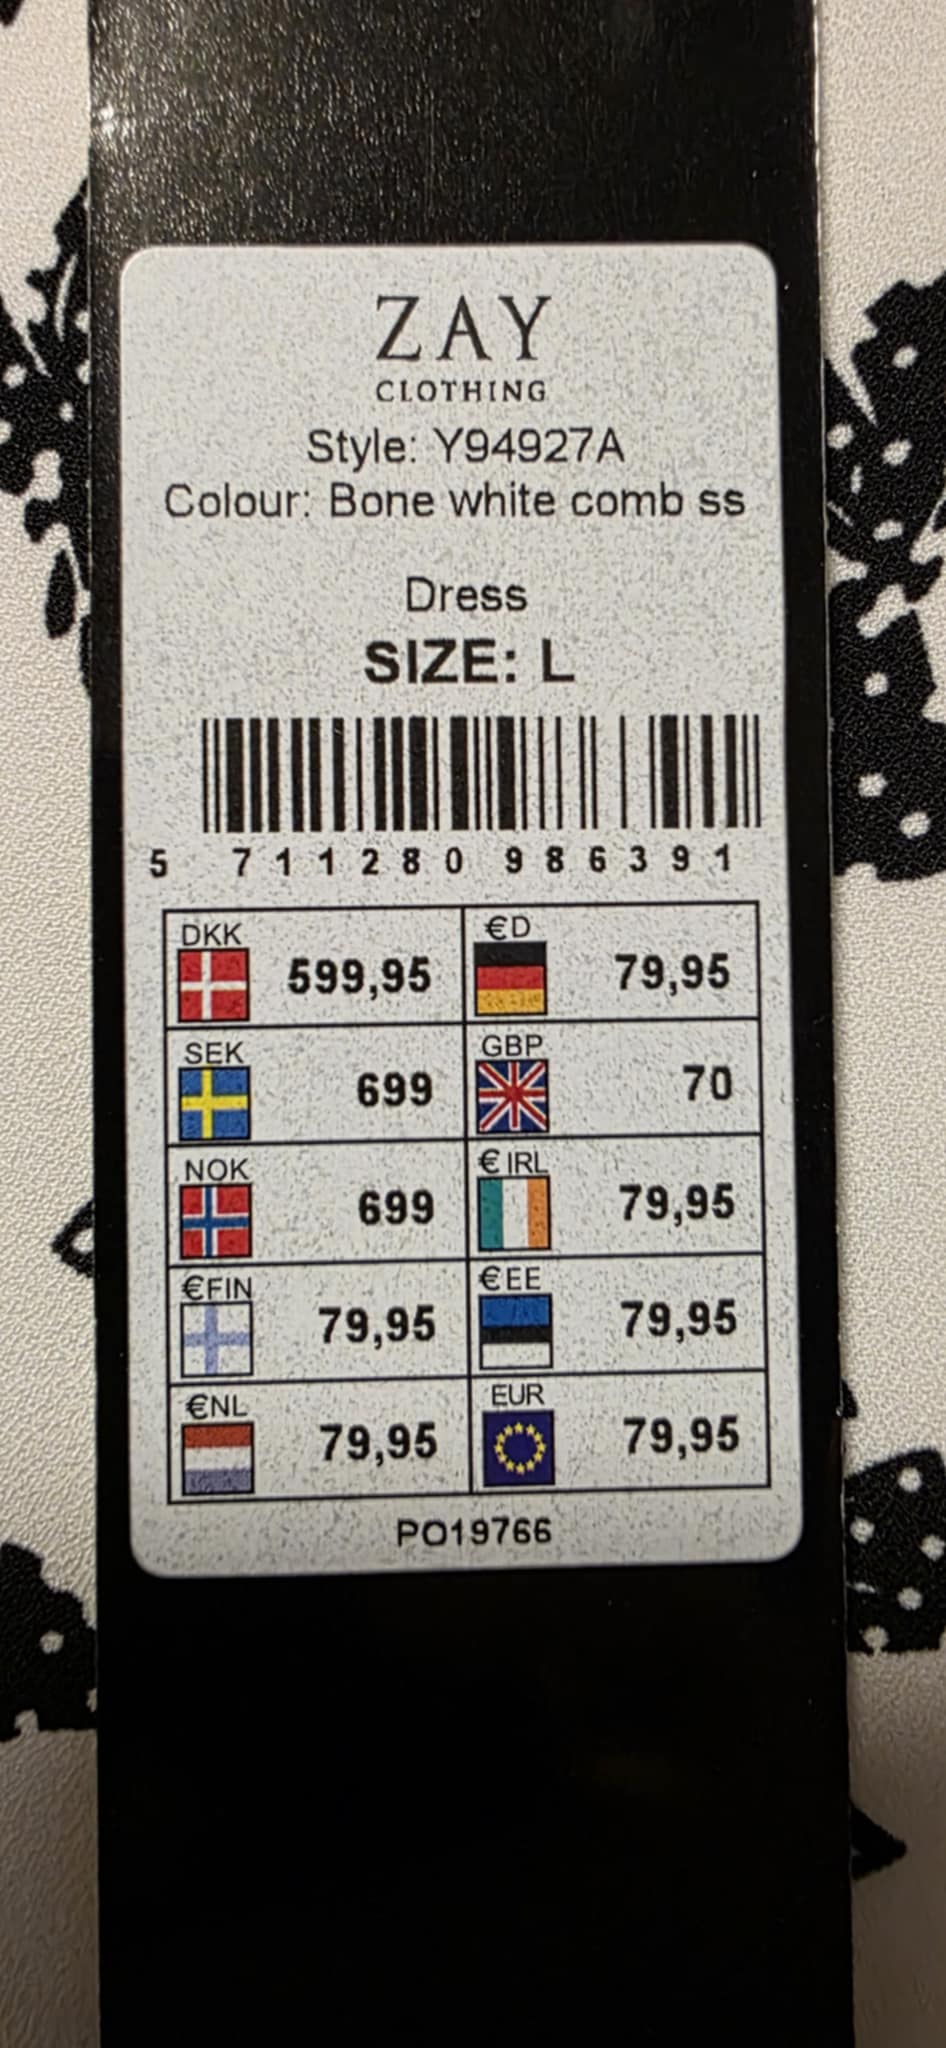 ZAY
CLOTHING
Style: Y94927A
Colour: Bone white comb ss
Dress
SIZE: L
5 711280 986391
DKK 599,95 €D 79,95
SEK 699 GBP 70
NOK 699 € IRL 79,95
€FIN 79,95 €EE 79,95
€NL 79,95 EUR 79,95
PO19766